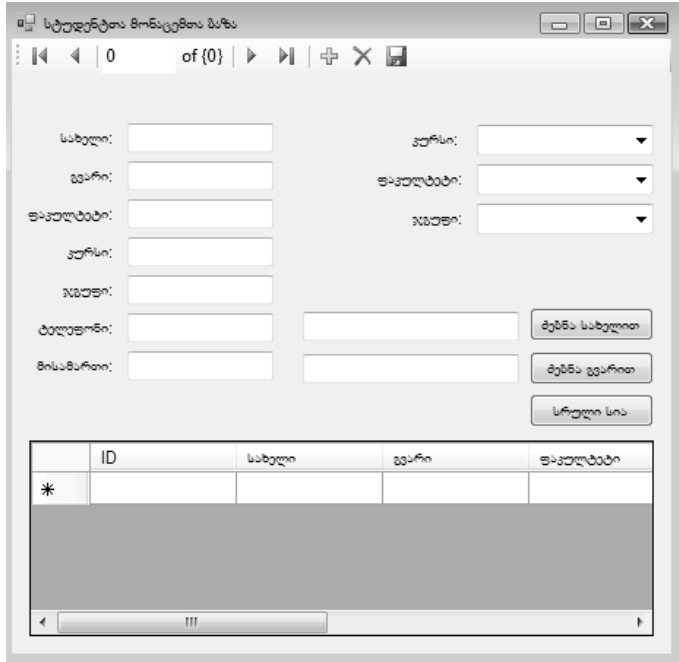 სტუდენტთა მონაცემთა ბაზა
0 of {0}
სახელი:
გვარი:
ფაკულტეტი:
კურსი:
ჯგუფი:
ტელეფონი:
მისამართი:
კურსი:
ფაკულტეტი:
ჯგუფი:
ძებნა სახელით
ძებნა გვარით
სრული სია
ID სახელი გვარი ფაკულტეტი